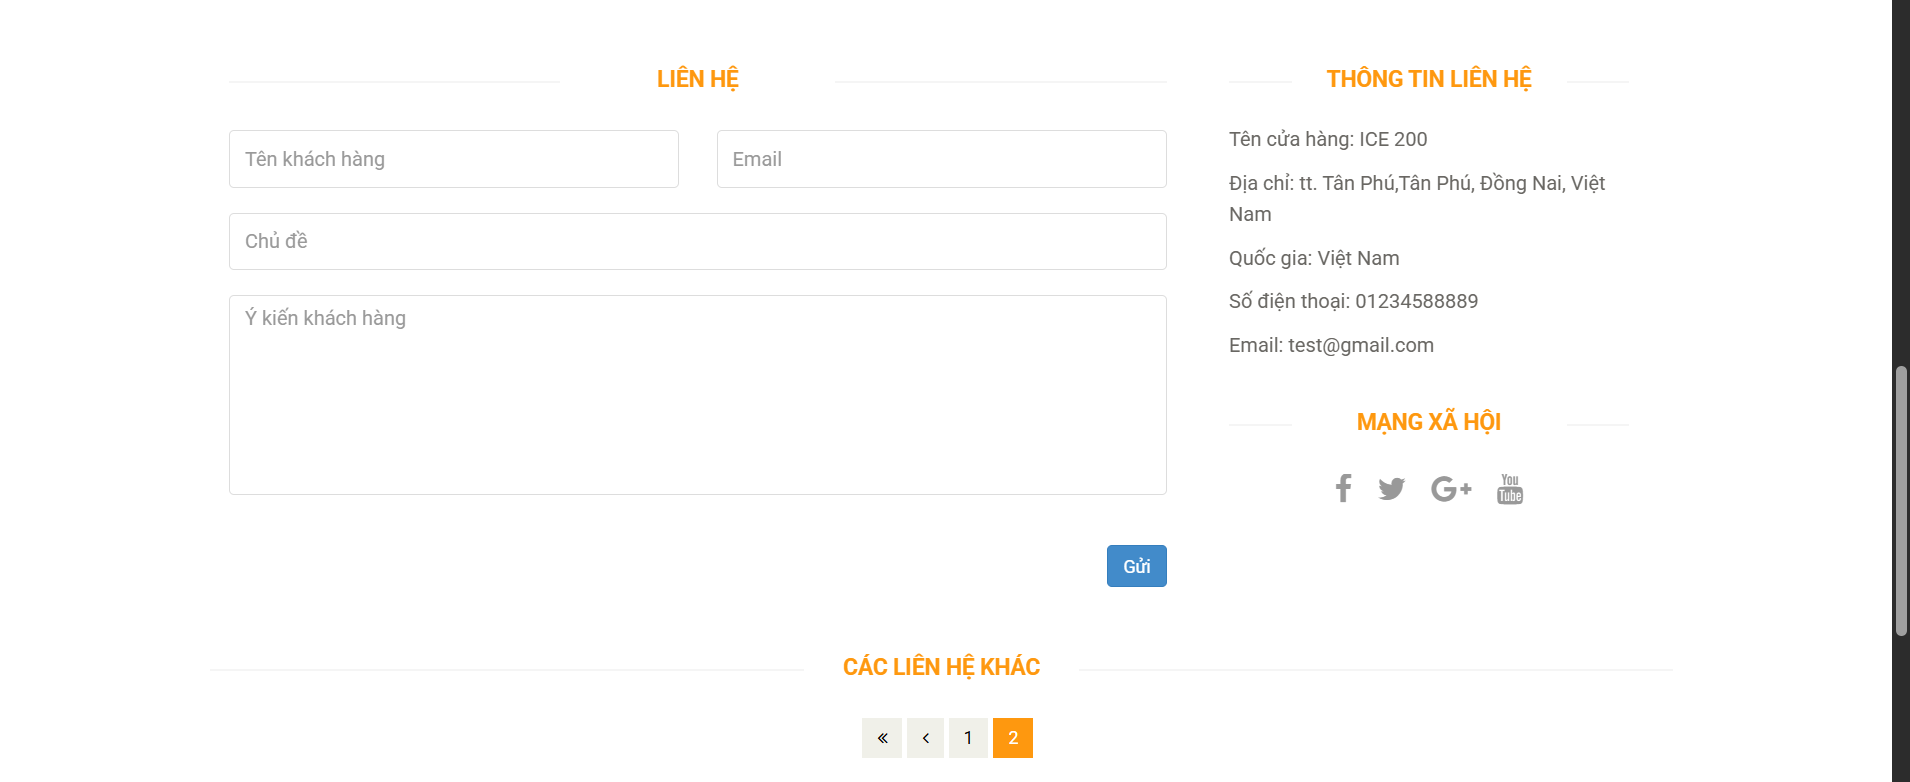 LIÊN HỆ
Tên khách hàng
Email
Chủ đề
Ý kiến khách hàng
Gửi
THÔNG TIN LIÊN HỆ
Tên cửa hàng: ICE 200
Địa chỉ: tt. Tân Phú,Tân Phú, Đồng Nai, Việt
Nam
Quốc gia: Việt Nam
Số điện thoại: 01234588889
Email: test@gmail.com
MẠNG XÃ HỘI
You
Tube
CÁC LIÊN HỆ KHÁC
« ‹ 1 2